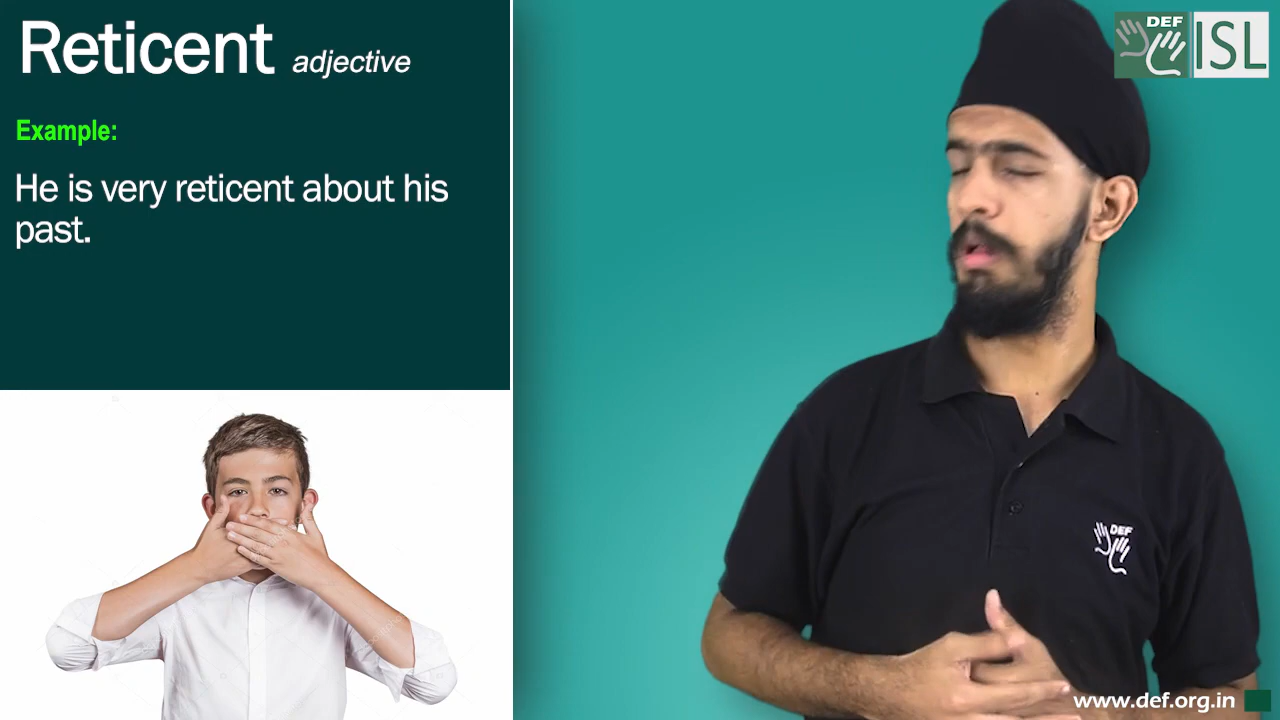 Reticent adjective
Example:
He is very reticent about his
past.
DEF
ISL
DEF
www.def.org.in